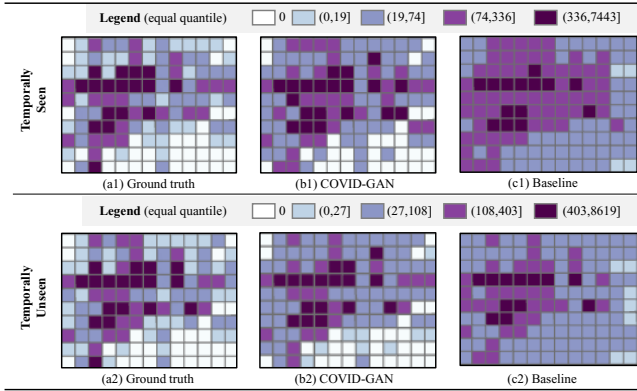 Legend (equal quantile) 0 (0,19] (19,74] (74,336] (336,7443]
Temporally
Seen
(a1) Ground truth (b1) COVID-GAN (c1) Baseline
Legend (equal quantile) 0 (0,27] (27,108] (108,403] (403,8619]
Temporally
Unseen
(a2) Ground truth (b2) COVID-GAN (c2) Baseline